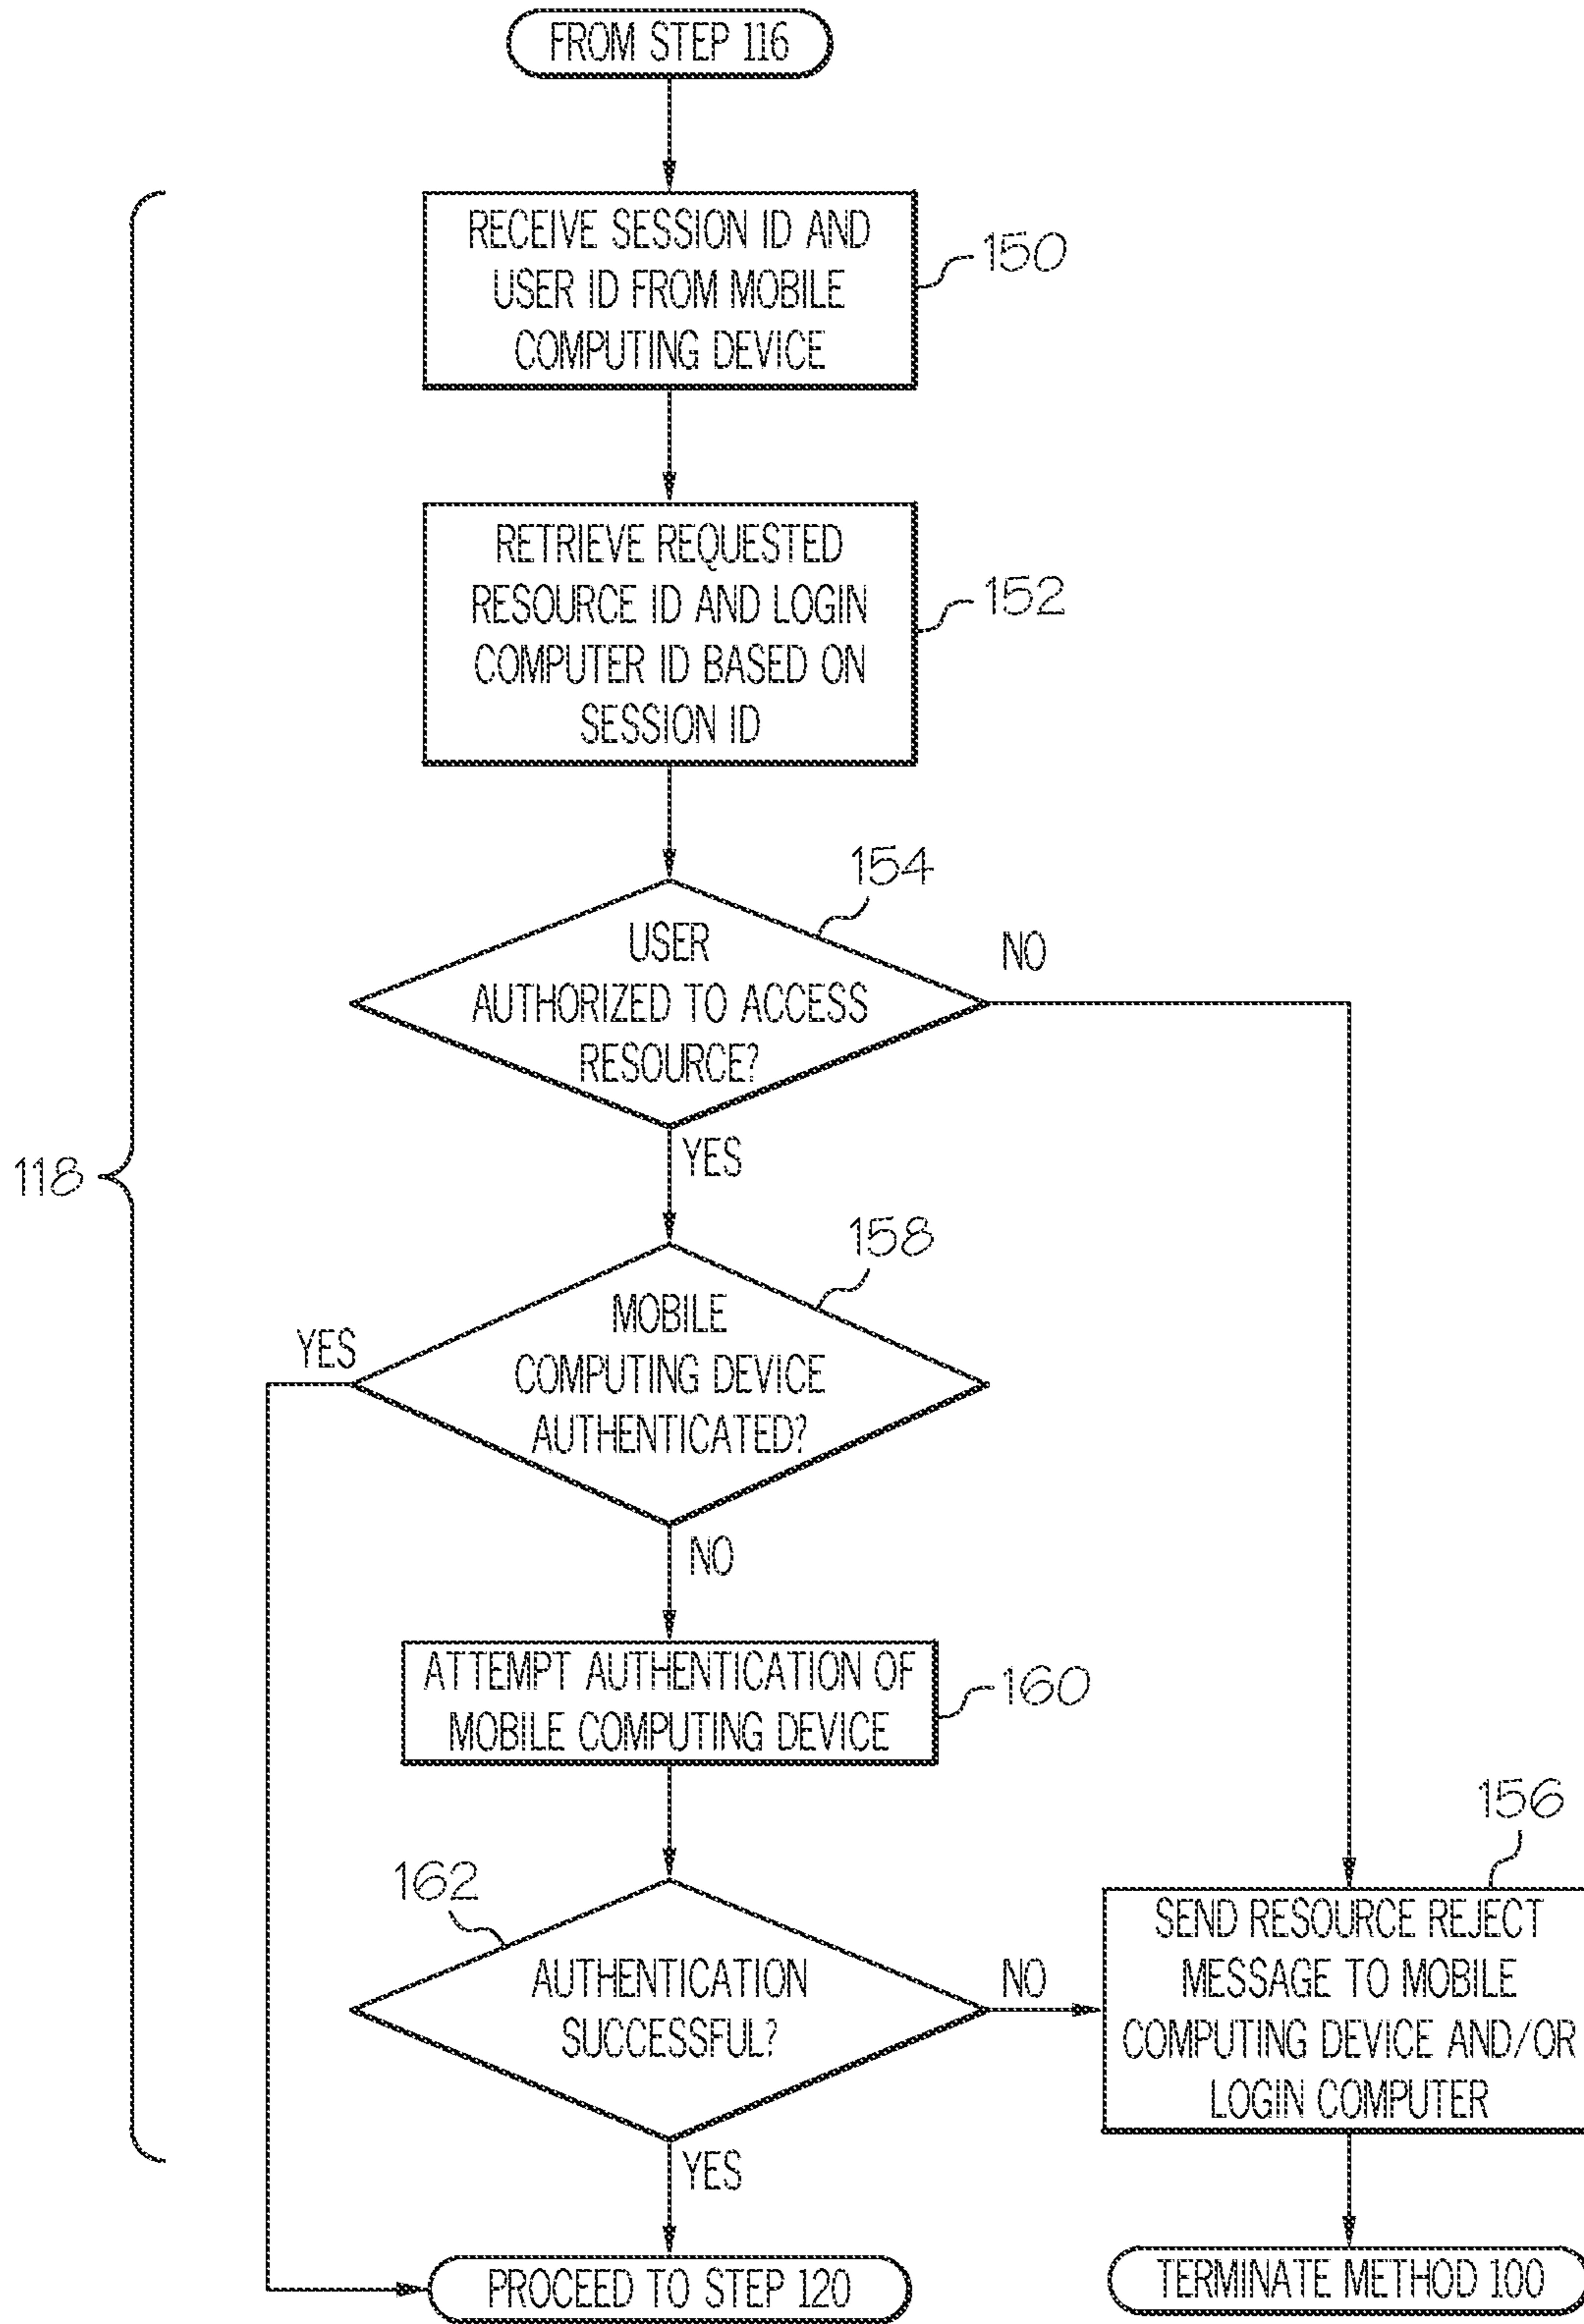 FROM STEP 116
RECEIVE SESSION ID AND
USER ID FROM MOBILE
COMPUTING DEVICE
150
RETRIEVE REQUESTED
RESOURCE ID AND LOGIN
COMPUTER ID BASED ON
SESSION ID
152
154
USER
AUTHORIZED TO ACCESS
RESOURCE?
NO
YES
118
158
MOBILE
COMPUTING DEVICE
AUTHENTICATED?
YES
NO
ATTEMPT AUTHENTICATION OF
MOBILE COMPUTING DEVICE
160
162
AUTHENTICATION
SUCCESSFUL?
NO
YES
156
SEND RESOURCE REJECT
MESSAGE TO MOBILE
COMPUTING DEVICE AND/OR
LOGIN COMPUTER
PROCEED TO STEP 120
TERMINATE METHOD 100